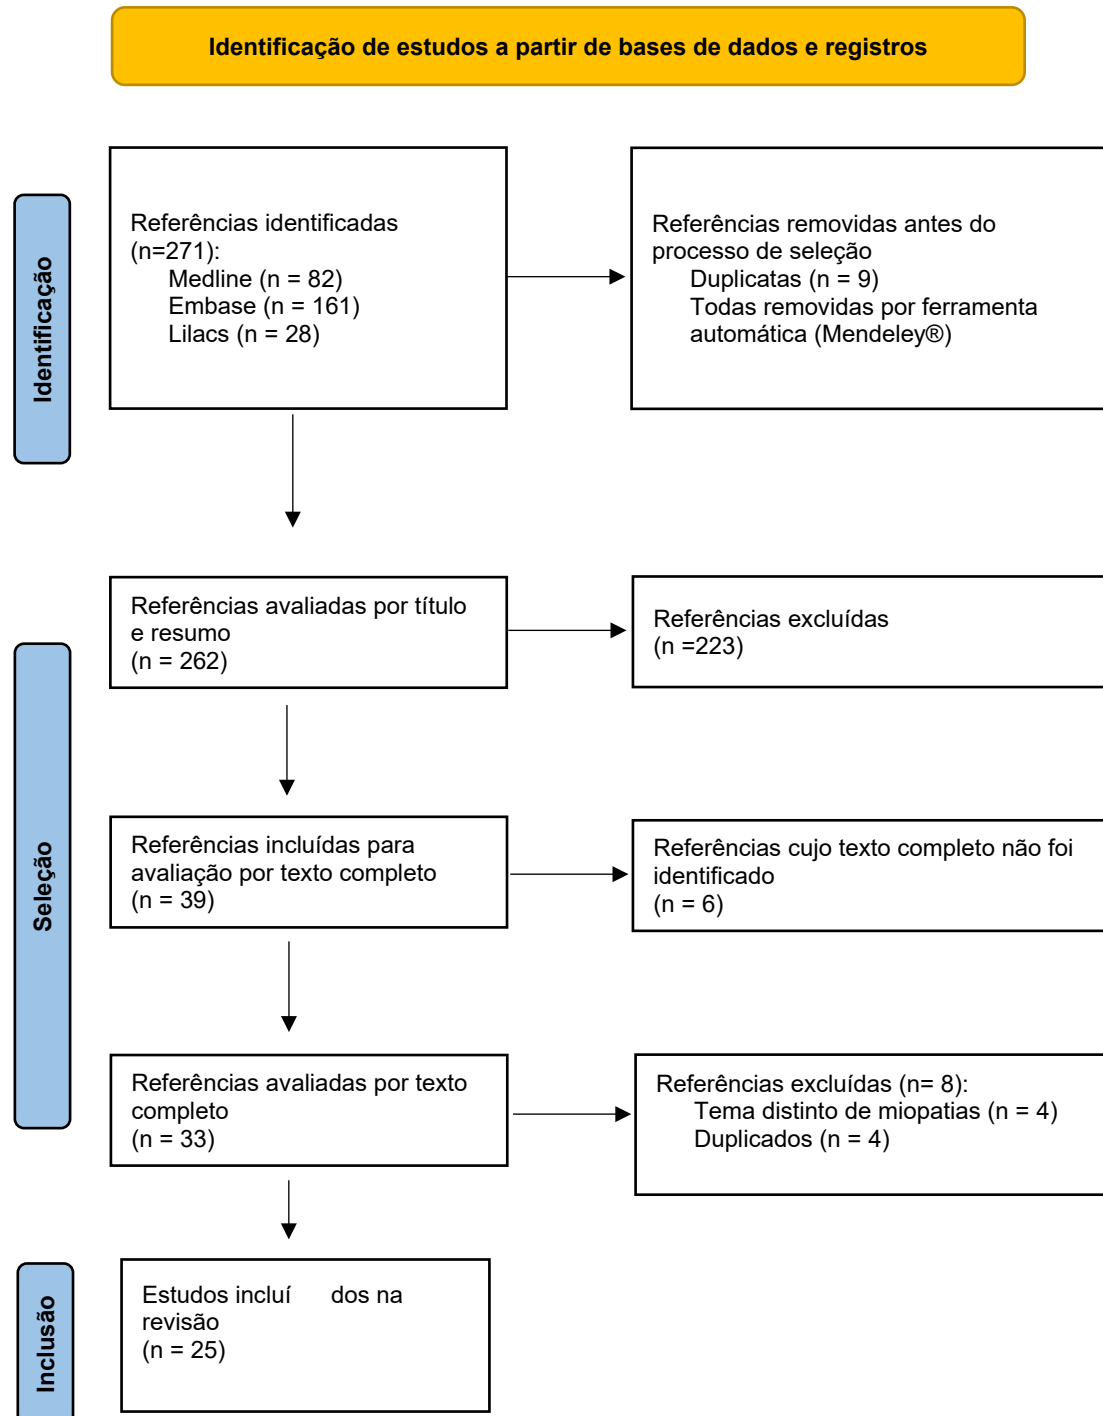 Identificação de estudos a partir de bases de dados e registros
Identificação
Referências identificadas
(n=271):
Medline (n = 82)
Embase (n = 161)
Lilacs (n = 28)
Referências removidas antes do
processo de seleção
Duplicatas (n = 9)
Todas removidas por ferramenta
automática (Mendeley®)
Seleção
Referências avaliadas por título
e resumo
(n = 262)
Referências excluídas
(n =223)
Referências incluídas para
avaliação por texto completo
(n = 39)
Referências cujo texto completo não foi
identificado
(n = 6)
Referências avaliadas por texto
completo
(n = 33)
Referências excluídas (n= 8):
Tema distinto de miopatias (n = 4)
Duplicados (n = 4)
Inclusão
Estudos incluí dos na
revisão
(n = 25)